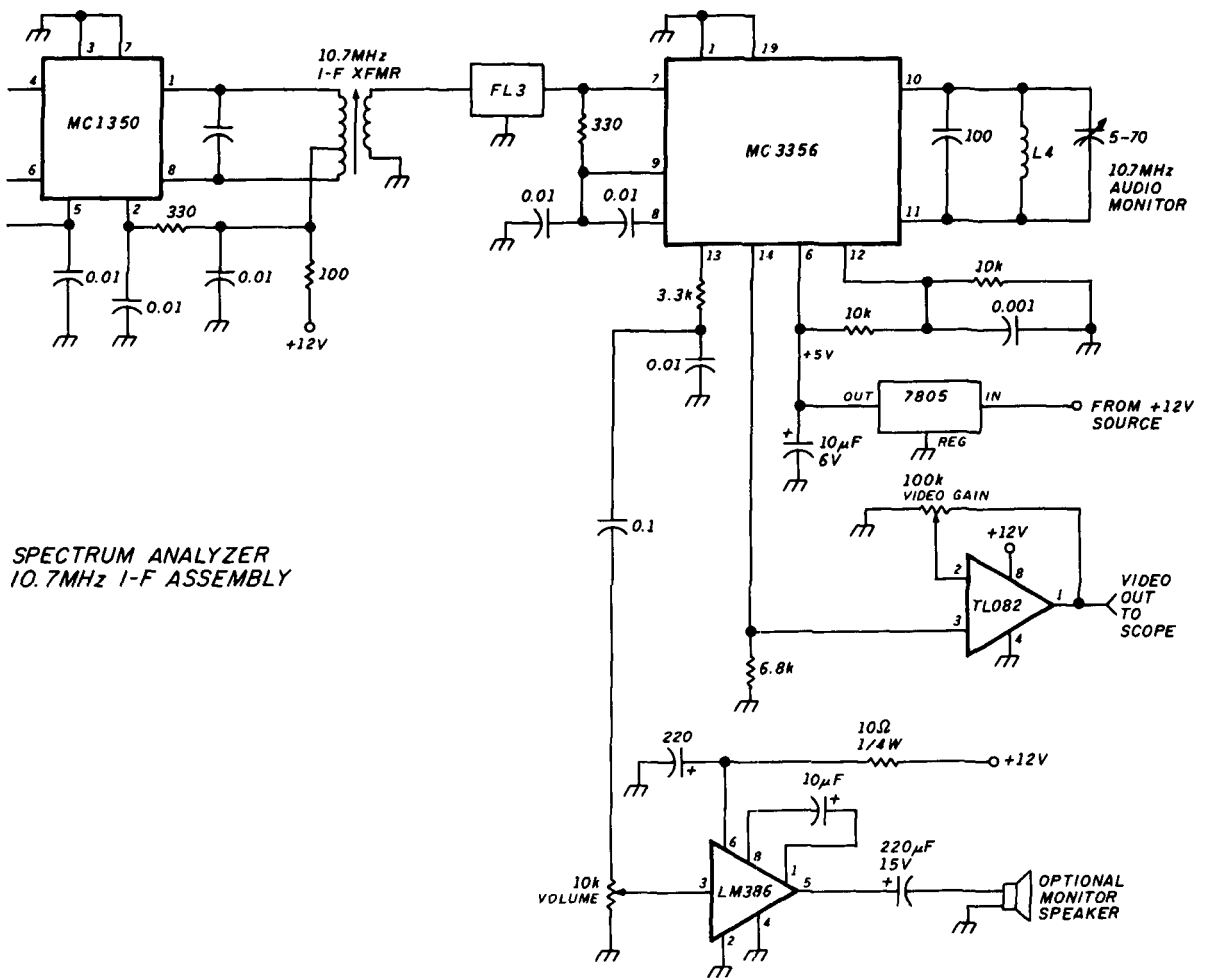 3 7
4
1
MC1350
6
8
5
2
330
0.01
0.01
0.01
100
+12V
10.7MHz
I-F XFMR
FL3
330
0.01
0.01
1 19
7
10
MC3356
9
8
11
13 14 6 12
100
L4
5-70
10.7MHz
AUDIO
MONITOR
3.3k
0.01
10k
10k
0.001
+5V
OUT
7805
IN
REG
FROM +12V
SOURCE
+
10µF
6V
100k
VIDEO GAIN
+12V
2
8
TL082
1
3
4
VIDEO
OUT
TO
SCOPE
0.1
6.8k
SPECTRUM ANALYZER
10.7MHz I-F ASSEMBLY
220
+
10Ω
1/4W
+12V
10µF
+
6
8
1
3
LM386
5
4
2
10k
VOLUME
220µF
15V
+
OPTIONAL
MONITOR
SPEAKER